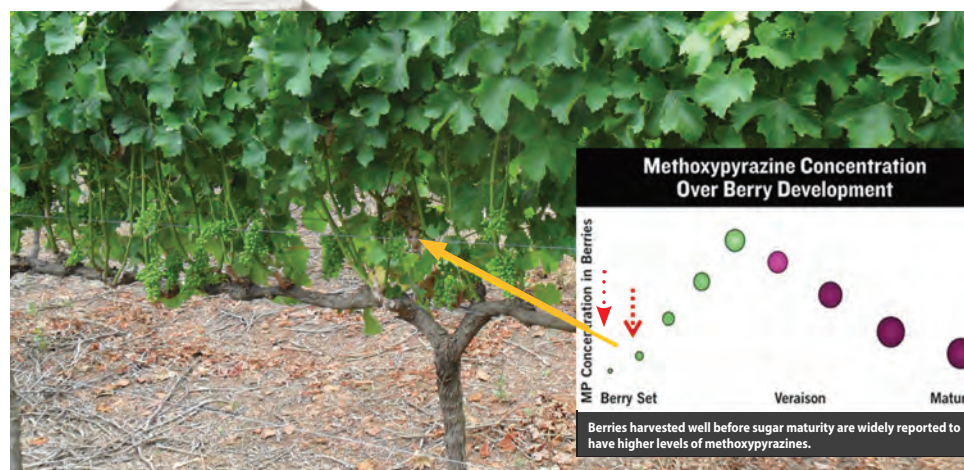 Methoxypyrazine Concentration
Over Berry Development
MP Concentration in Berries
Berry Set
Veraison
Matur
Berries harvested well before sugar maturity are widely reported to
have higher levels of methoxypyrazines.